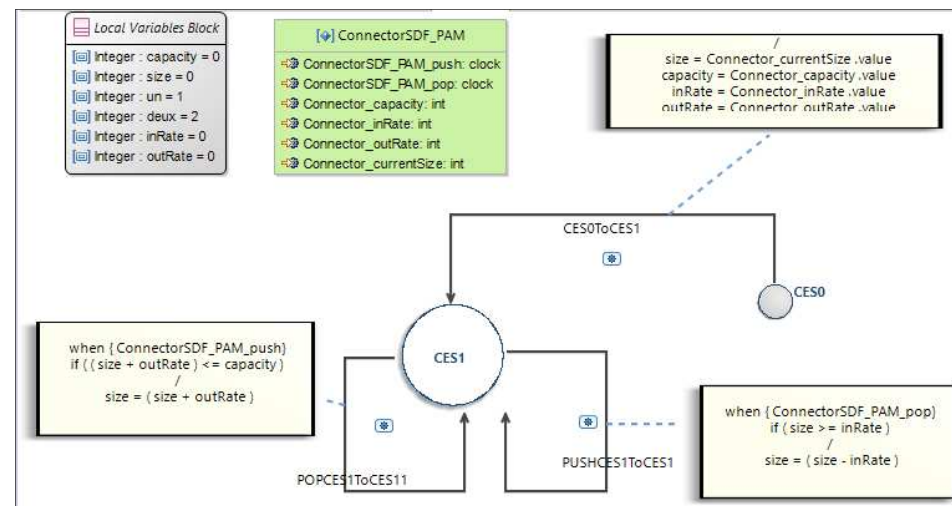 Local Variables Block
Integer : capacity = 0
Integer : size = 0
Integer : un = 1
Integer : deux = 2
Integer : inRate = 0
Integer : outRate = 0
ConnectorSDF_PAM
ConnectorSDF_PAM_push: clock
ConnectorSDF_PAM_pop: clock
Connector_capacity: int
Connector_inRate: int
Connector_outRate: int
Connector_currentSize: int
/
size = Connector_currentSize .value
capacity = Connector_capacity .value
inRate = Connector_inRate .value
outRate = Connector_outRate .value
CES0ToCES1
CES0
CES1
when { ConnectorSDF_PAM_push}
if ( ( size + outRate ) <= capacity )
/
size = ( size + outRate )
POPCES1ToCES11
PUSHCES1ToCES1
when { ConnectorSDF_PAM_pop}
if ( size >= inRate )
/
size = ( size - inRate )